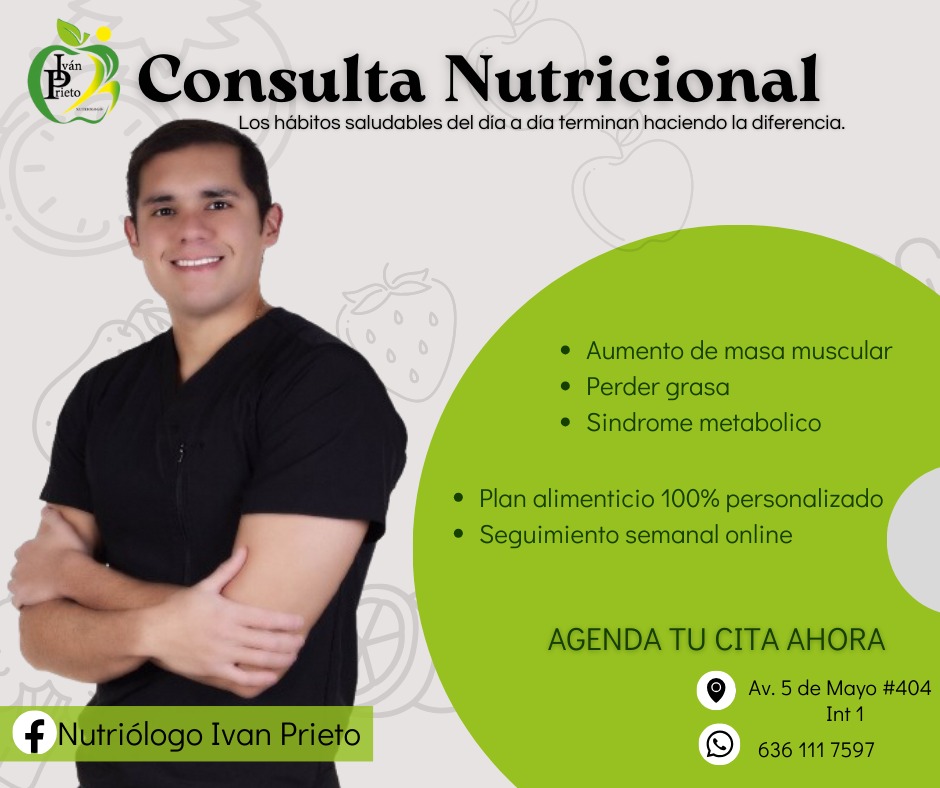 Iván
Prieto
NUTRIOLOGÍA
Consulta Nutricional
Los hábitos saludables del día a día terminan haciendo la diferencia.
• Aumento de masa muscular
• Perder grasa
• Sindrome metabolico
• Plan alimenticio 100% personalizado
• Seguimiento semanal online
AGENDA TU CITA AHORA
Av. 5 de Mayo #404
Int 1
636 111 7597
Nutriólogo Ivan Prieto